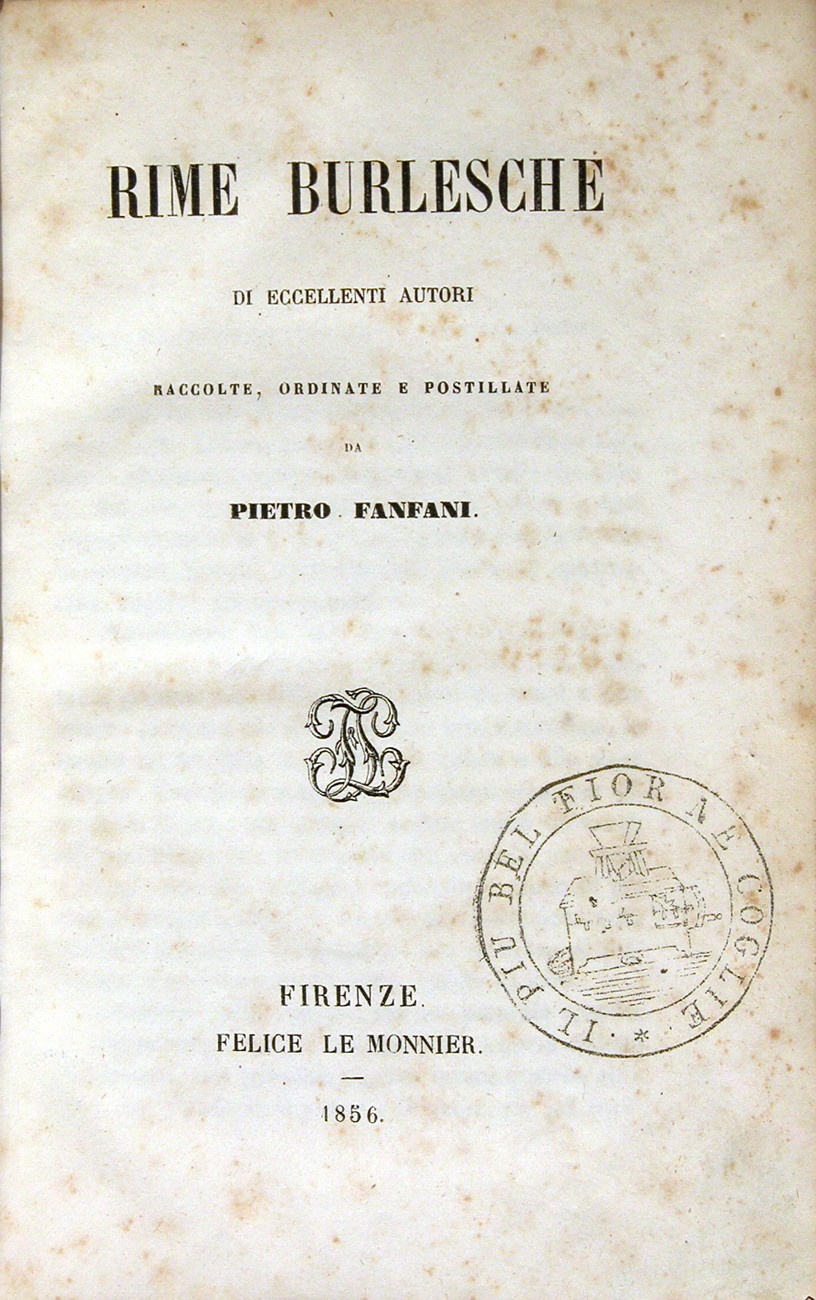 RIME BURLESCHE
DI ECCELLENTI AUTORI
RACCOLTE, ORDINATE E POSTILLATE
DA
PIETRO FANFANI.
IL PIU BEL FIOR NE COGLIE
FIRENZE.
FELICE LE MONNIER.
—
1856.